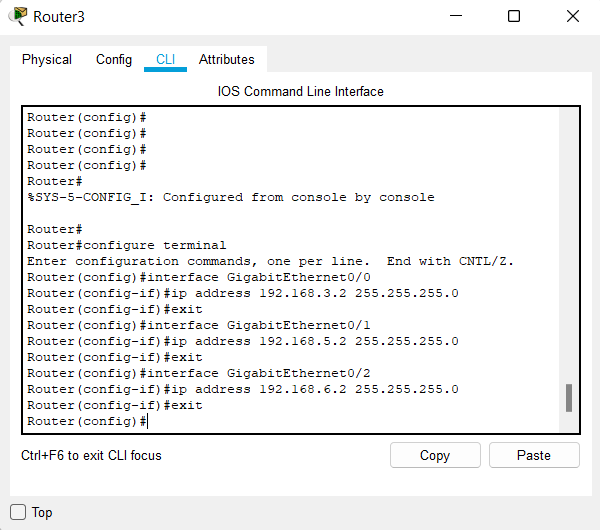 Router3
Physical Config CLI Attributes
IOS Command Line Interface
Router(config)#
Router(config)#
Router(config)#
Router(config)#
Router#
%SYS-5-CONFIG_I: Configured from console by console
Router#
Router#configure terminal
Enter configuration commands, one per line.  End with CNTL/Z.
Router(config)#interface GigabitEthernet0/0
Router(config-if)#ip address 192.168.3.2 255.255.255.0
Router(config-if)#exit
Router(config)#interface GigabitEthernet0/1
Router(config-if)#ip address 192.168.5.2 255.255.255.0
Router(config-if)#exit
Router(config)#interface GigabitEthernet0/2
Router(config-if)#ip address 192.168.6.2 255.255.255.0
Router(config-if)#exit
Router(config)#
Ctrl+F6 to exit CLI focus Copy Paste
Top